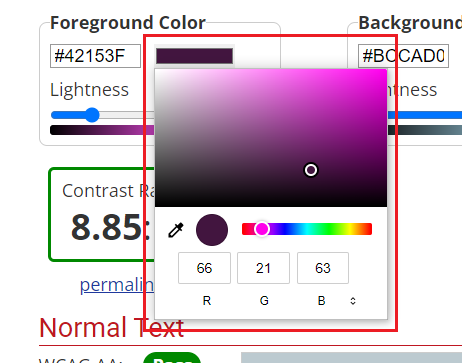 Foreground Color
Background
#42153F
#BCCAD0
Lightness
ntness
Contrast Ra
8.85:
66 21 63
R G B
permalin
Normal Text
WCAG AA: Pass